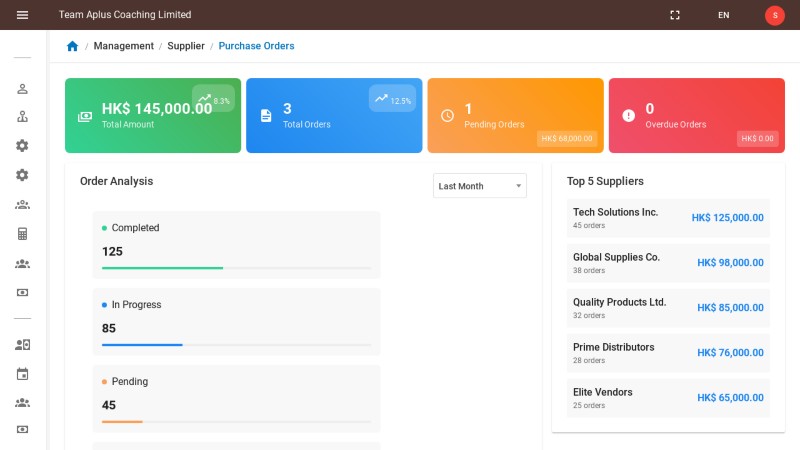 Team Aplus Coaching Limited
EN
S
/ Management / Supplier / Purchase Orders
HK$ 145,000.00
8.3%
Total Amount
3
12.5%
Total Orders
1
Pending Orders
HK$ 68,000.00
0
Overdue Orders
HK$ 0.00
Order Analysis
Last Month
Completed
125
In Progress
85
Pending
45
Top 5 Suppliers
Tech Solutions Inc.
45 orders
HK$ 125,000.00
Global Supplies Co.
38 orders
HK$ 98,000.00
Quality Products Ltd.
32 orders
HK$ 85,000.00
Prime Distributors
28 orders
HK$ 76,000.00
Elite Vendors
25 orders
HK$ 65,000.00